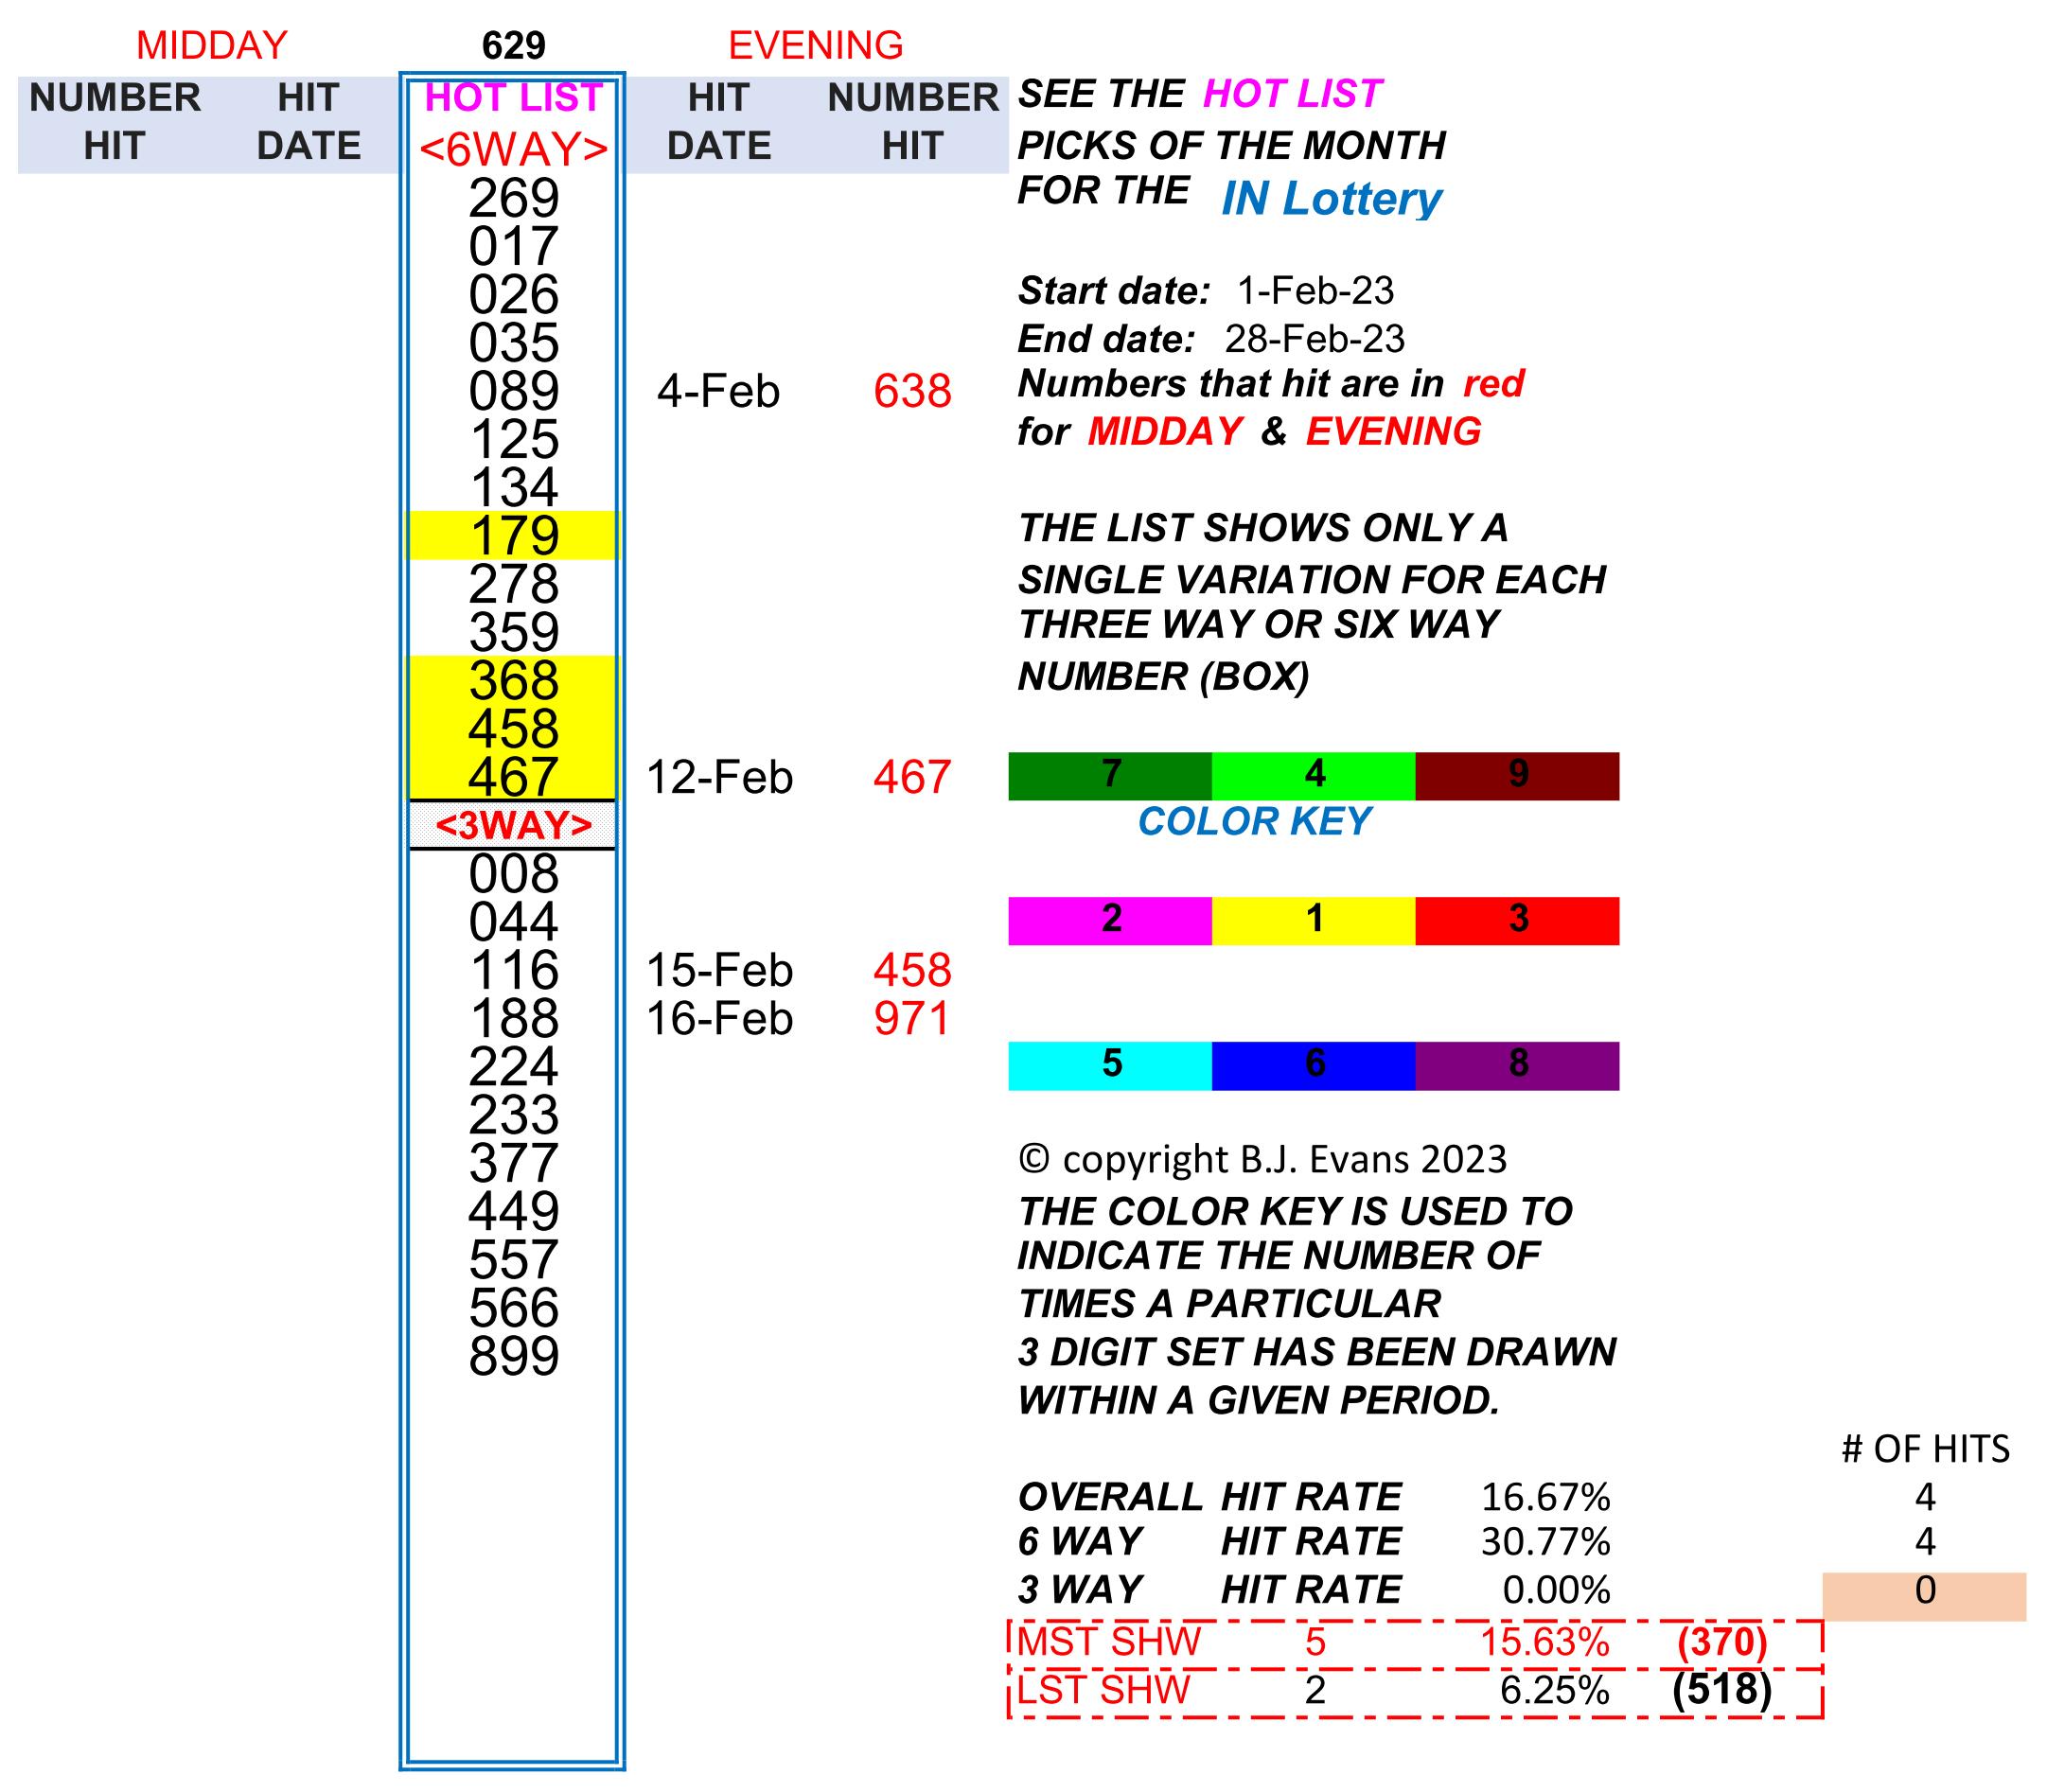 MIDDAY 629 EVENING
NUMBER HIT HOT LIST HIT NUMBER SEE THE HOT LIST
HIT DATE <6WAY> DATE HIT PICKS OF THE MONTH
269 FOR THE IN Lottery
017
026 Start date: 1-Feb-23
035 End date: 28-Feb-23
089 4-Feb 638 Numbers that hit are in red
125 for MIDDAY & EVENING
134
179 THE LIST SHOWS ONLY A
278 SINGLE VARIATION FOR EACH
359 THREE WAY OR SIX WAY
368 NUMBER (BOX)
458
467 12-Feb 467 7 4 9
<3WAY> COLOR KEY
008
044 2 1 3
116 15-Feb 458
188 16-Feb 971
224 5 6 8
233
377 © copyright B.J. Evans 2023
449 THE COLOR KEY IS USED TO
557 INDICATE THE NUMBER OF
566 TIMES A PARTICULAR
899 3 DIGIT SET HAS BEEN DRAWN
WITHIN A GIVEN PERIOD.
# OF HITS
OVERALL HIT RATE 16.67% 4
6 WAY HIT RATE 30.77% 4
3 WAY HIT RATE 0.00% 0
MST SHW 5 15.63% (370)
LST SHW 2 6.25% (518)